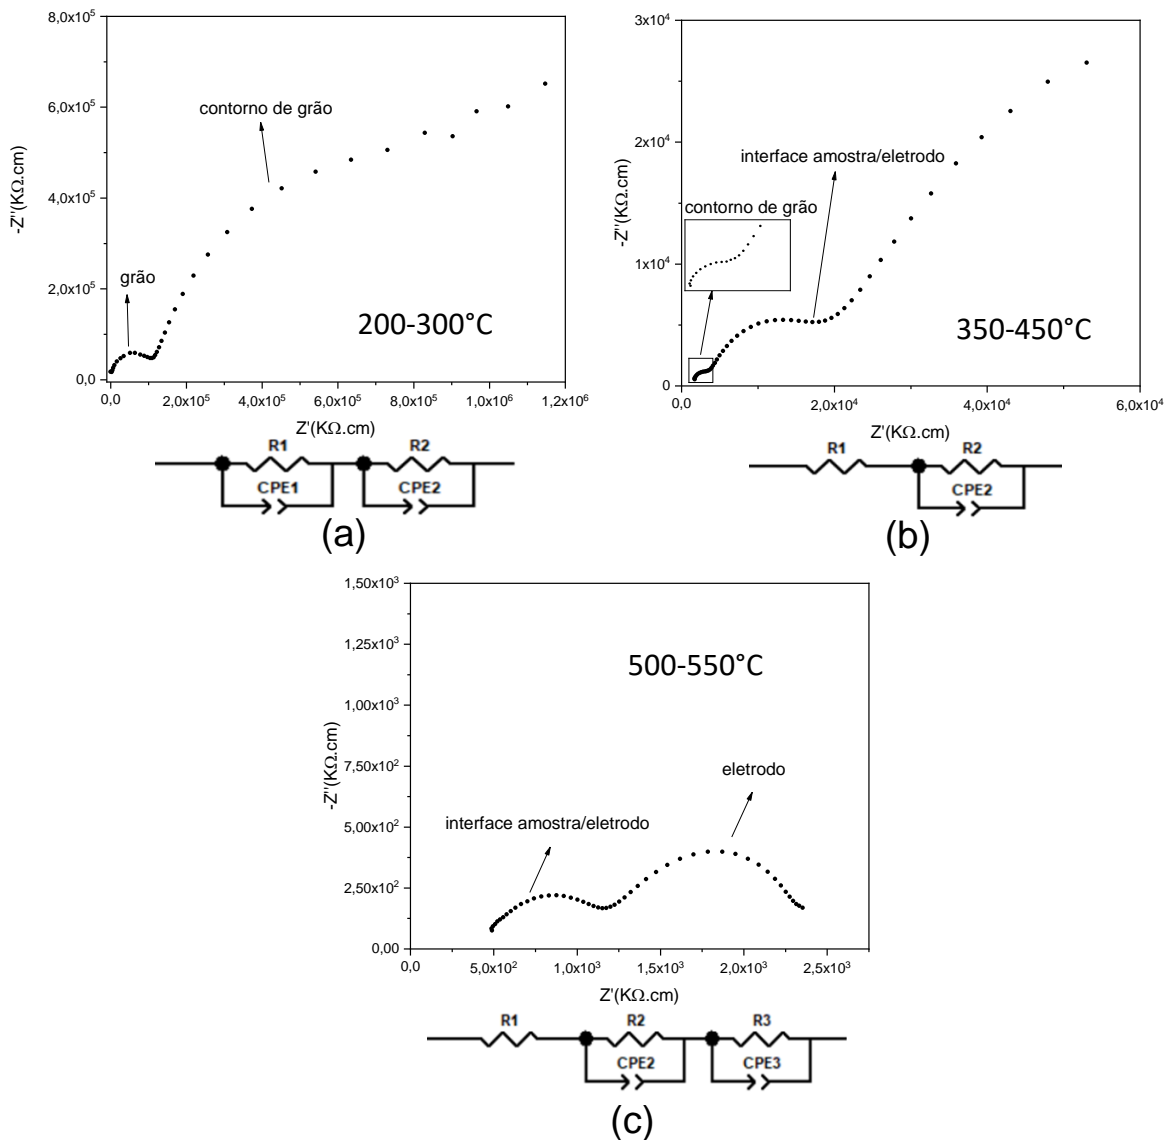 8,0x10⁵
6,0x10⁵
4,0x10⁵
2,0x10⁵
0,0
-Z''(KΩ.cm)
contorno de grão
grão
200-300°C
0,0 2,0x10⁵ 4,0x10⁵ 6,0x10⁵ 8,0x10⁵ 1,0x10⁶ 1,2x10⁶
Z'(KΩ.cm)
R1 R2
CPE1 CPE2
(a)
3x10⁴
2x10⁴
1x10⁴
0
-Z''(KΩ.cm)
interface amostra/eletrodo
contorno de grão
350-450°C
0,0 2,0x10⁴ 4,0x10⁴ 6,0x10⁴
Z'(KΩ.cm)
R1 R2
CPE2
(b)
1,50x10³
1,25x10³
1,00x10³
7,50x10²
5,00x10²
2,50x10²
0,00
-Z''(KΩ.cm)
500-550°C
eletrodo
interface amostra/eletrodo
0,0 5,0x10² 1,0x10³ 1,5x10³ 2,0x10³ 2,5x10³
Z'(KΩ.cm)
R1 R2 R3
CPE2 CPE3
(c)